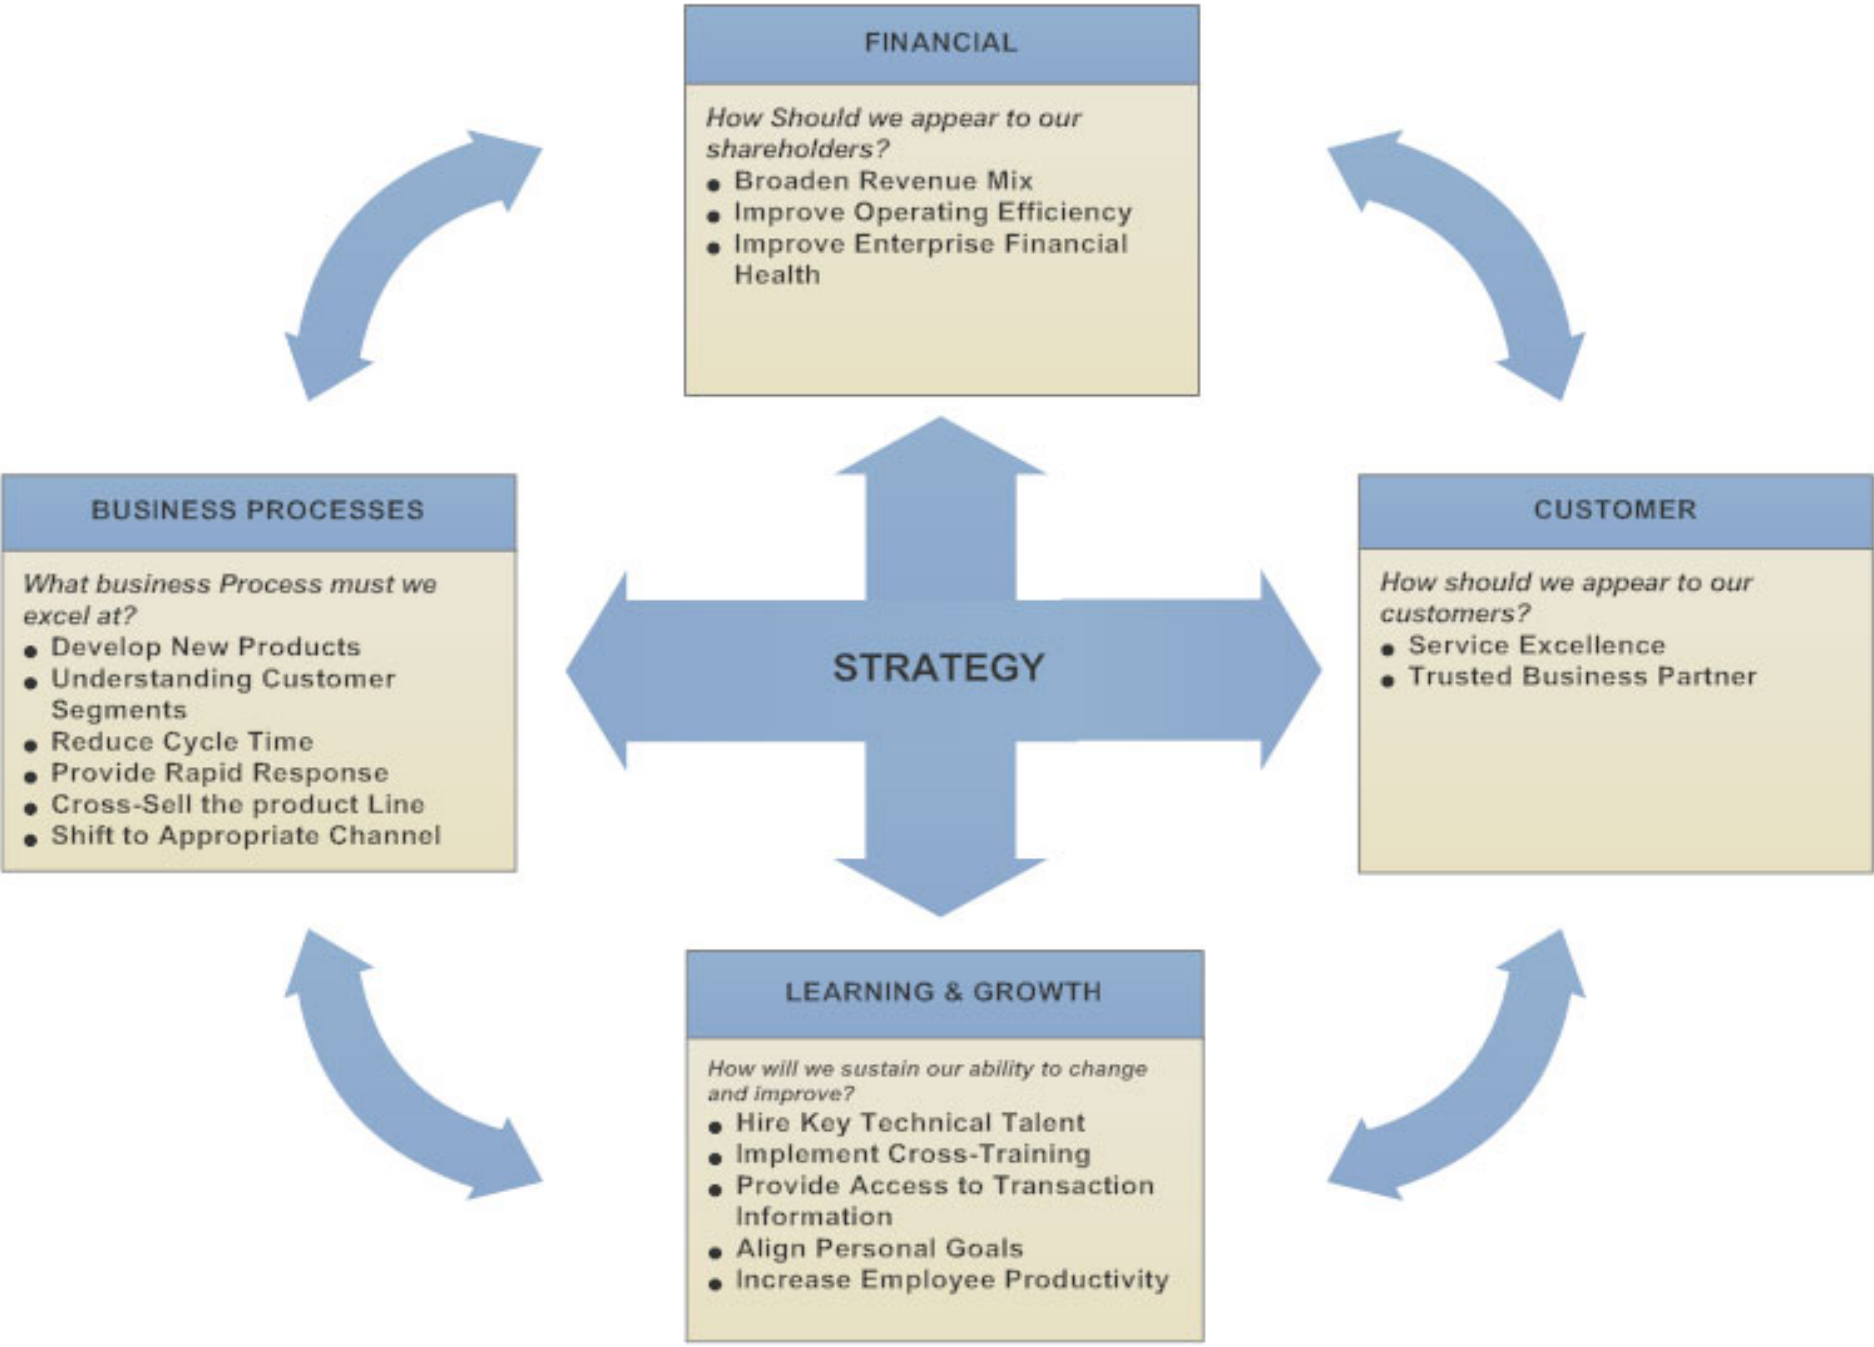 FINANCIAL
How Should we appear to our
shareholders?
● Broaden Revenue Mix
● Improve Operating Efficiency
● Improve Enterprise Financial
Health
BUSINESS PROCESSES
What business Process must we
excel at?
● Develop New Products
● Understanding Customer
Segments
● Reduce Cycle Time
● Provide Rapid Response
● Cross-Sell the product Line
● Shift to Appropriate Channel
STRATEGY
CUSTOMER
How should we appear to our
customers?
● Service Excellence
● Trusted Business Partner
LEARNING & GROWTH
How will we sustain our ability to change
and improve?
● Hire Key Technical Talent
● Implement Cross-Training
● Provide Access to Transaction
Information
● Align Personal Goals
● Increase Employee Productivity